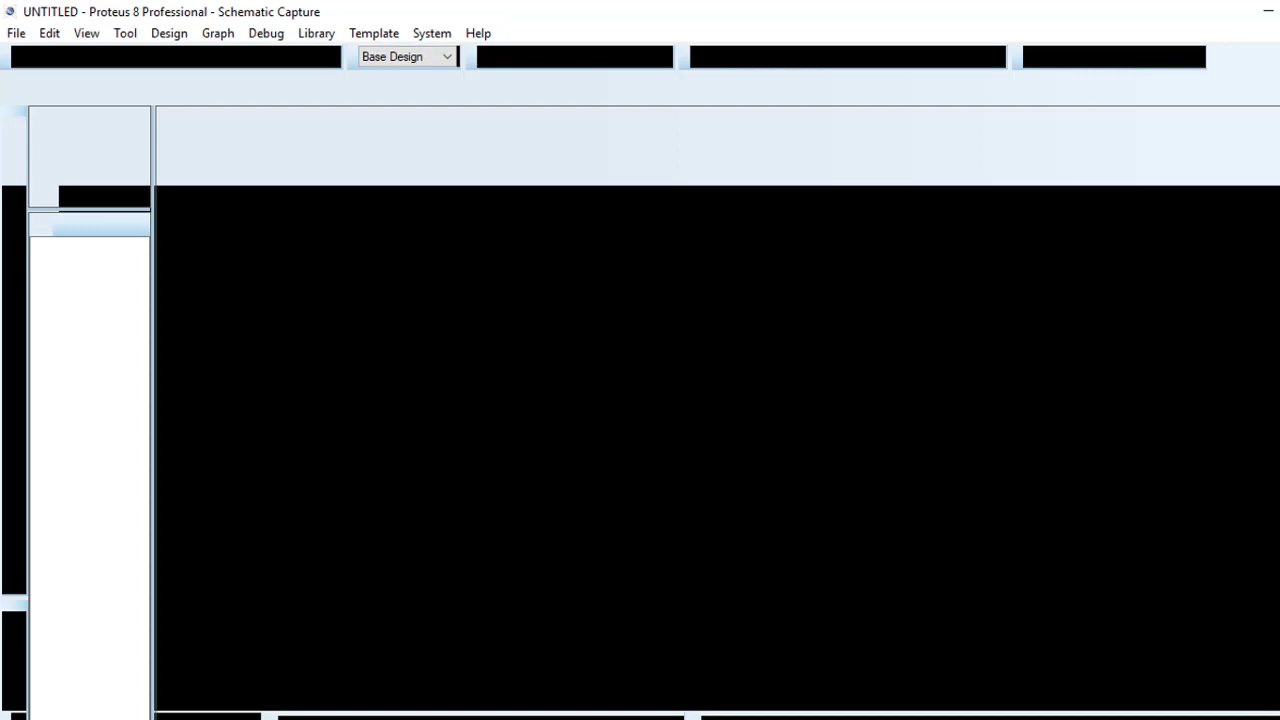 UNTITLED - Proteus 8 Professional - Schematic Capture
File Edit View Tool Design Graph Debug Library Template System Help
Base Design